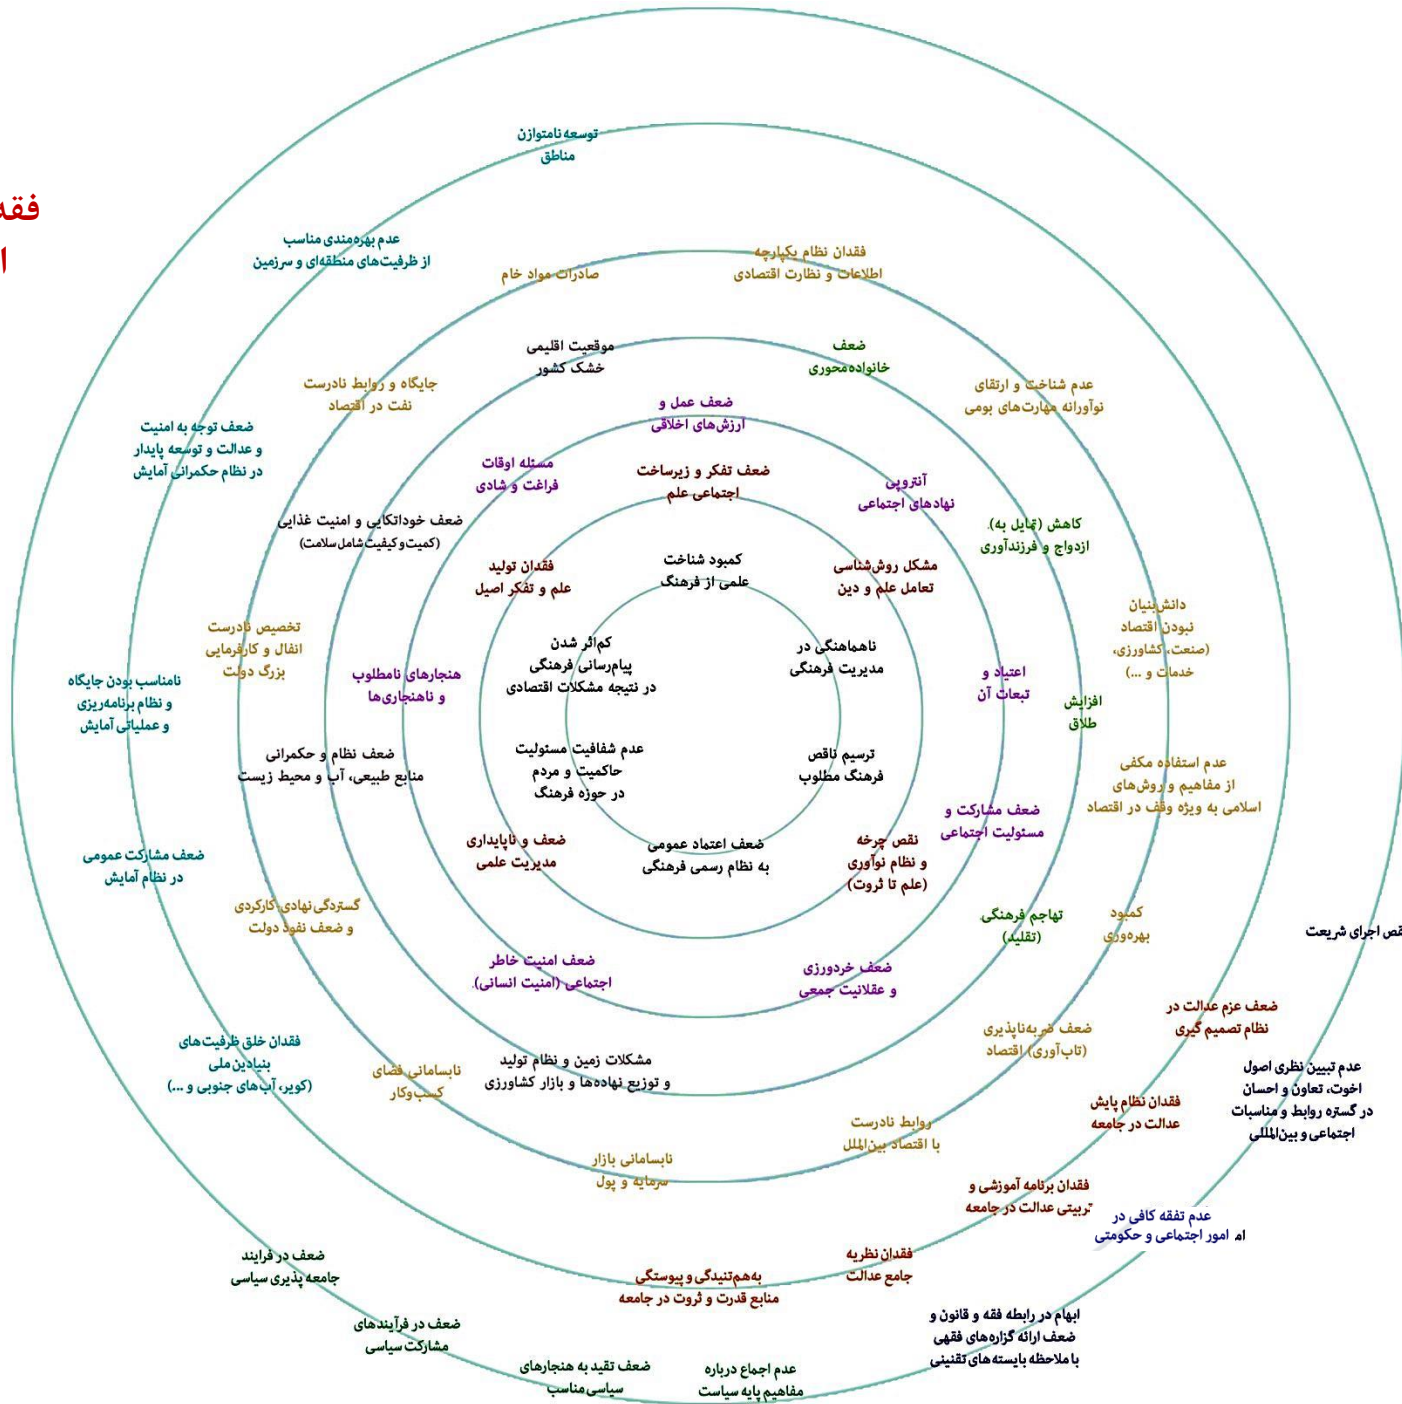 توسعه نامتوازن
مناطق
فقه
عدم بهره‌مندی مناسب
از ظرفیت‌های منطقه‌ای و سرزمین
فقدان نظام یکپارچه
اطلاعات و نظارت اقتصادی
صادرات مواد خام
موقعیت اقلیمی
خشک کشور
ضعف
خانواده‌محوری
جایگاه و روابط نادرست
نفت در اقتصاد
عدم شناخت و ارتقای
نوآورانه مهارت‌های بومی
ضعف عمل و
ارزش‌های اخلاقی
ضعف توجه به امنیت
و عدالت و توسعه پایدار
در نظام حکمرانی آمایش
مسئله اوقات
فراغت و شادی
ضعف تفکر و زیرساخت
اجتماعی علم
آنتروپی
نهادهای اجتماعی
ضعف خوداتکایی و امنیت غذایی
(کمیت و کیفیت شامل سلامت)
کاهش (تمایل به)
ازدواج و فرزندآوری
کمبود شناخت
علمی از فرهنگ
فقدان تولید
علم و تفکر اصیل
مشکل روش‌شناسی
تعامل علم و دین
دانش‌بنیان
نبودن اقتصاد
(صنعت، کشاورزی،
خدمات و ...)
تخصیص نادرست
انفال و کارفرمایی
بزرگ دولت
کم‌اثر شدن
پیام‌رسانی فرهنگی
در نتیجه مشکلات اقتصادی
ناهماهنگی در
مدیریت فرهنگی
هنجارهای نامطلوب
و ناهنجاری‌ها
اعتیاد و
تبعات آن
نامناسب بودن جایگاه
و نظام برنامه‌ریزی
و عملیاتی آمایش
افزایش
طلاق
ضعف نظام و حکمرانی
منابع طبیعی، آب و محیط زیست
عدم شفافیت مسئولیت
حاکمیت و مردم
در حوزه فرهنگ
ترسیم ناقص
فرهنگ مطلوب
عدم استفاده مکفی
از مفاهیم و روش‌های
اسلامی به ویژه وقف در اقتصاد
ضعف مشارکت و
مسئولیت اجتماعی
ضعف و ناپایداری
مدیریت علمی
ضعف اعتماد عمومی
به نظام رسمی فرهنگی
نقص چرخه
و نظام نوآوری
(علم تا ثروت)
ضعف مشارکت عمومی
در نظام آمایش
گستردگی نهادی کارکردی
و ضعف نفوذ دولت
تهاجم فرهنگی
(تقلید)
کمبود
بهره‌وری
نقص اجرای شریعت
ضعف امنیت خاطر
اجتماعی (امنیت انسانی)
ضعف خردورزی
و عقلانیت جمعی
ضعف عزم عدالت در
نظام تصمیم گیری
فقدان خلق ظرفیت‌های
بنیادین ملی
(کویر، آب‌های جنوبی و ...)
نابسامانی فضای
کسب‌وکار
مشکلات زمین و نظام تولید
و توزیع نهاده‌ها و بازار کشاورزی
ضعف ضربه‌ناپذیری
(تاب‌آوری) اقتصاد
عدم تبیین نظری اصول
اخوت، تعاون و احسان
در گستره روابط و مناسبات
اجتماعی و بین‌المللی
فقدان نظام پایش
عدالت در جامعه
روابط نادرست
با اقتصاد بین‌الملل
نابسامانی بازار
سرمایه و پول
فقدان برنامه آموزشی و
تربیتی عدالت در جامعه
عدم تفقه کافی در
امور اجتماعی و حکومتی
ضعف در فرایند
جامعه پذیری سیاسی
فقدان نظریه
جامع عدالت
به‌هم‌تنیدگی و پیوستگی
منابع قدرت و ثروت در جامعه
ضعف در فرآیندهای
مشارکت سیاسی
ابهام در رابطه فقه و قانون و
ضعف ارائه گزاره‌های فقهی
با ملاحظه بایسته‌های تقنینی
ضعف تقید به هنجارهای
سیاسی مناسب
عدم اجماع درباره
مفاهیم پایه سیاست